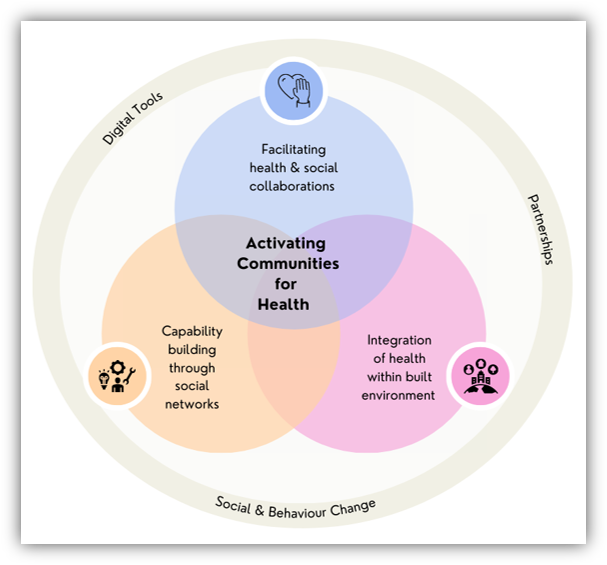 Digital Tools
Partnerships
Facilitating
health & social
collaborations
Activating
Communities
for
Health
Capability
building
through
social
networks
Integration
of health
within built
environment
Social & Behaviour Change